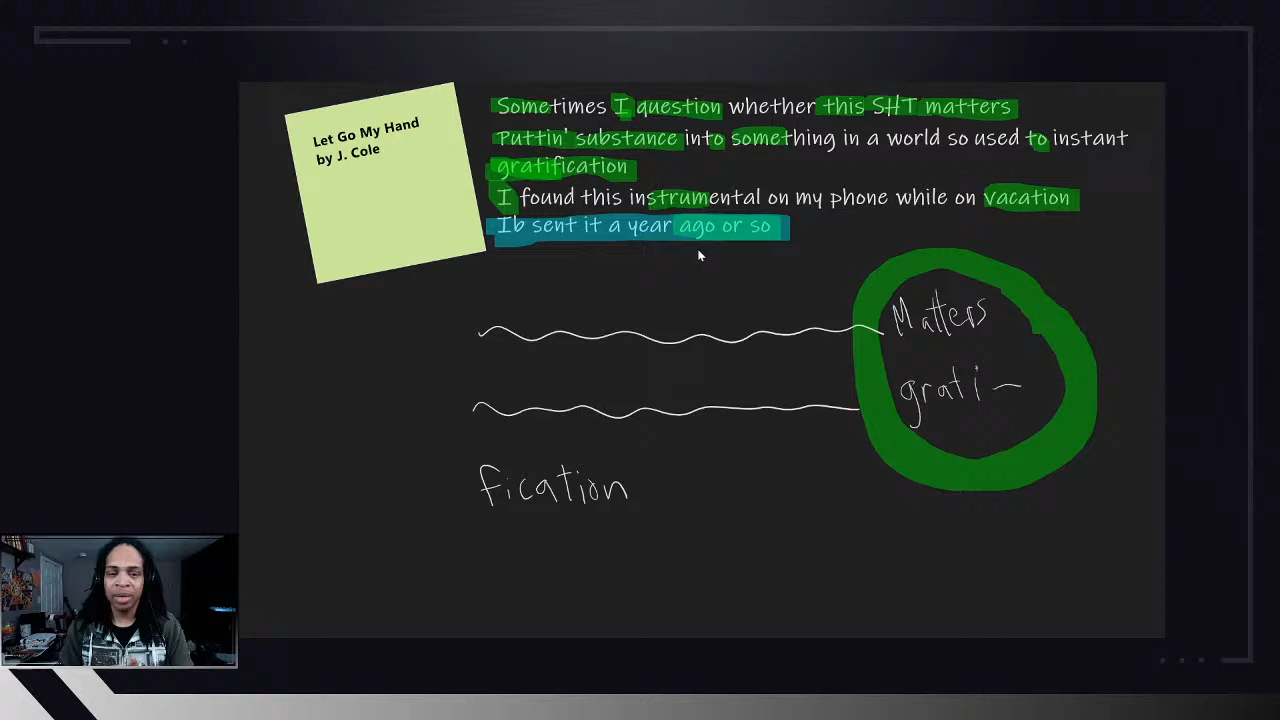 Let Go My Hand
by J. Cole
Sometimes I question whether this SHT matters
Puttin' substance into something in a world so used to instant
gratification
I found this instrumental on my phone while on vacation
Ib sent it a year ago or so
Matters
grati-
fication